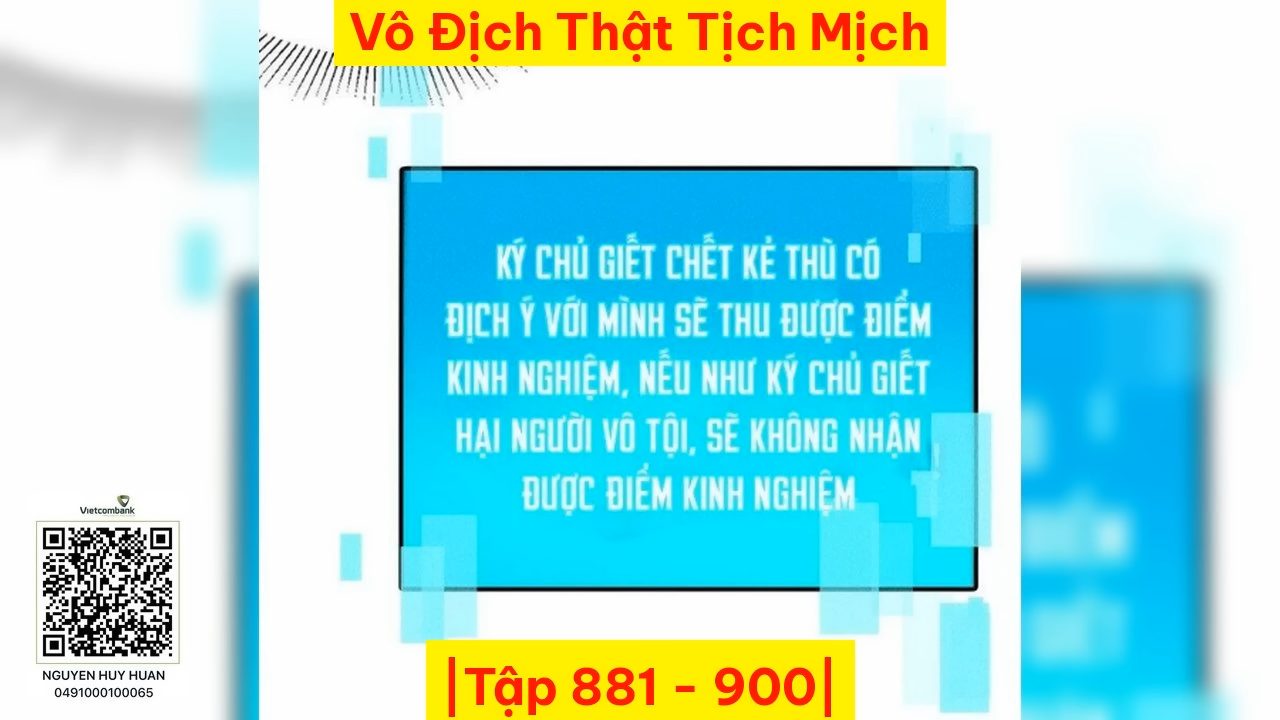 Vô Địch Thật Tịch Mịch
KÝ CHỦ GIẾT CHẾT KẺ THÙ CÓ
ĐỊCH Ý VỚI MÌNH SẼ THU ĐƯỢC ĐIỂM
KINH NGHIỆM, NẾU NHƯ KÝ CHỦ GIẾT
HẠI NGƯỜI VÔ TỘI, SẼ KHÔNG NHẬN
ĐƯỢC ĐIỂM KINH NGHIỆM
Vietcombank
NGUYEN HUY HUAN
0491000100065
|Tập 881 - 900|